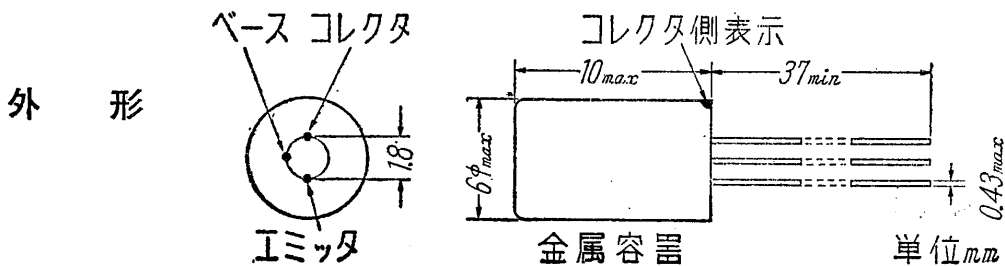 外 形
ベース コレクタ
エミッタ
1.8
コレクタ側表示
10max
37min
6φmax
0.43max
金属容器
単位mm